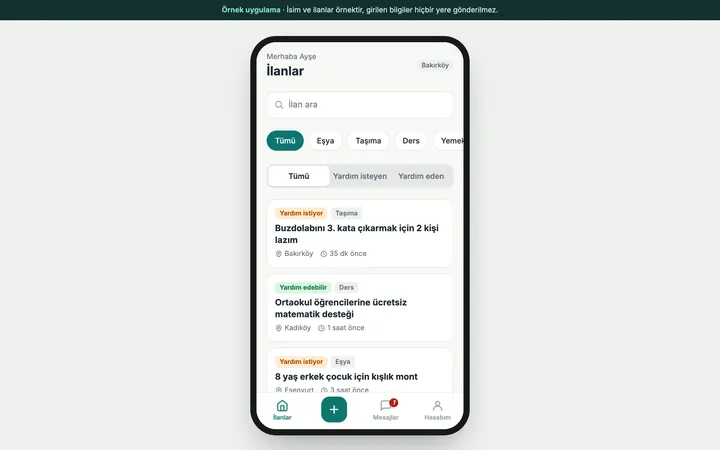 Örnek uygulama · İsim ve ilanlar örnektir, girilen bilgiler hiçbir yere gönderilmez.
Merhaba Ayşe
İlanlar
Bakırköy
İlan ara
Tümü Eşya Taşıma Ders Yemek
Tümü Yardım isteyen Yardım eden
Yardım istiyor Taşıma
Buzdolabını 3. kata çıkarmak için 2 kişi
lazım
Bakırköy 35 dk önce
Yardım edebilir Ders
Ortaokul öğrencilerine ücretsiz
matematik desteği
Kadıköy 1 saat önce
Yardım istiyor Eşya
8 yaş erkek çocuk için kışlık mont
Esenyurt 3 saat önce
İlanlar Mesajlar Hesabım